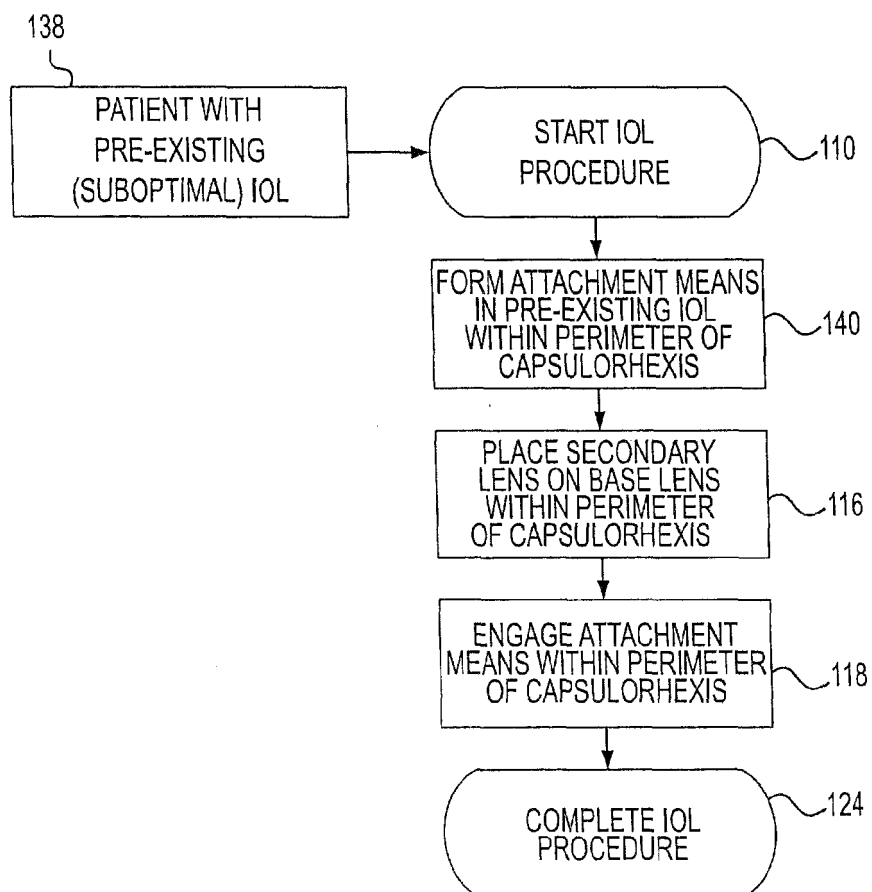 138
PATIENT WITH
PRE-EXISTING
(SUBOPTIMAL) IOL
START IOL
PROCEDURE
110
FORM ATTACHMENT MEANS
IN PRE-EXISTING IOL
WITHIN PERIMETER OF
CAPSULORHEXIS
140
PLACE SECONDARY
LENS ON BASE LENS
WITHIN PERIMETER
OF CAPSULORHEXIS
116
ENGAGE ATTACHMENT
MEANS WITHIN PERIMETER
OF CAPSULORHEXIS
118
COMPLETE IOL
PROCEDURE
124